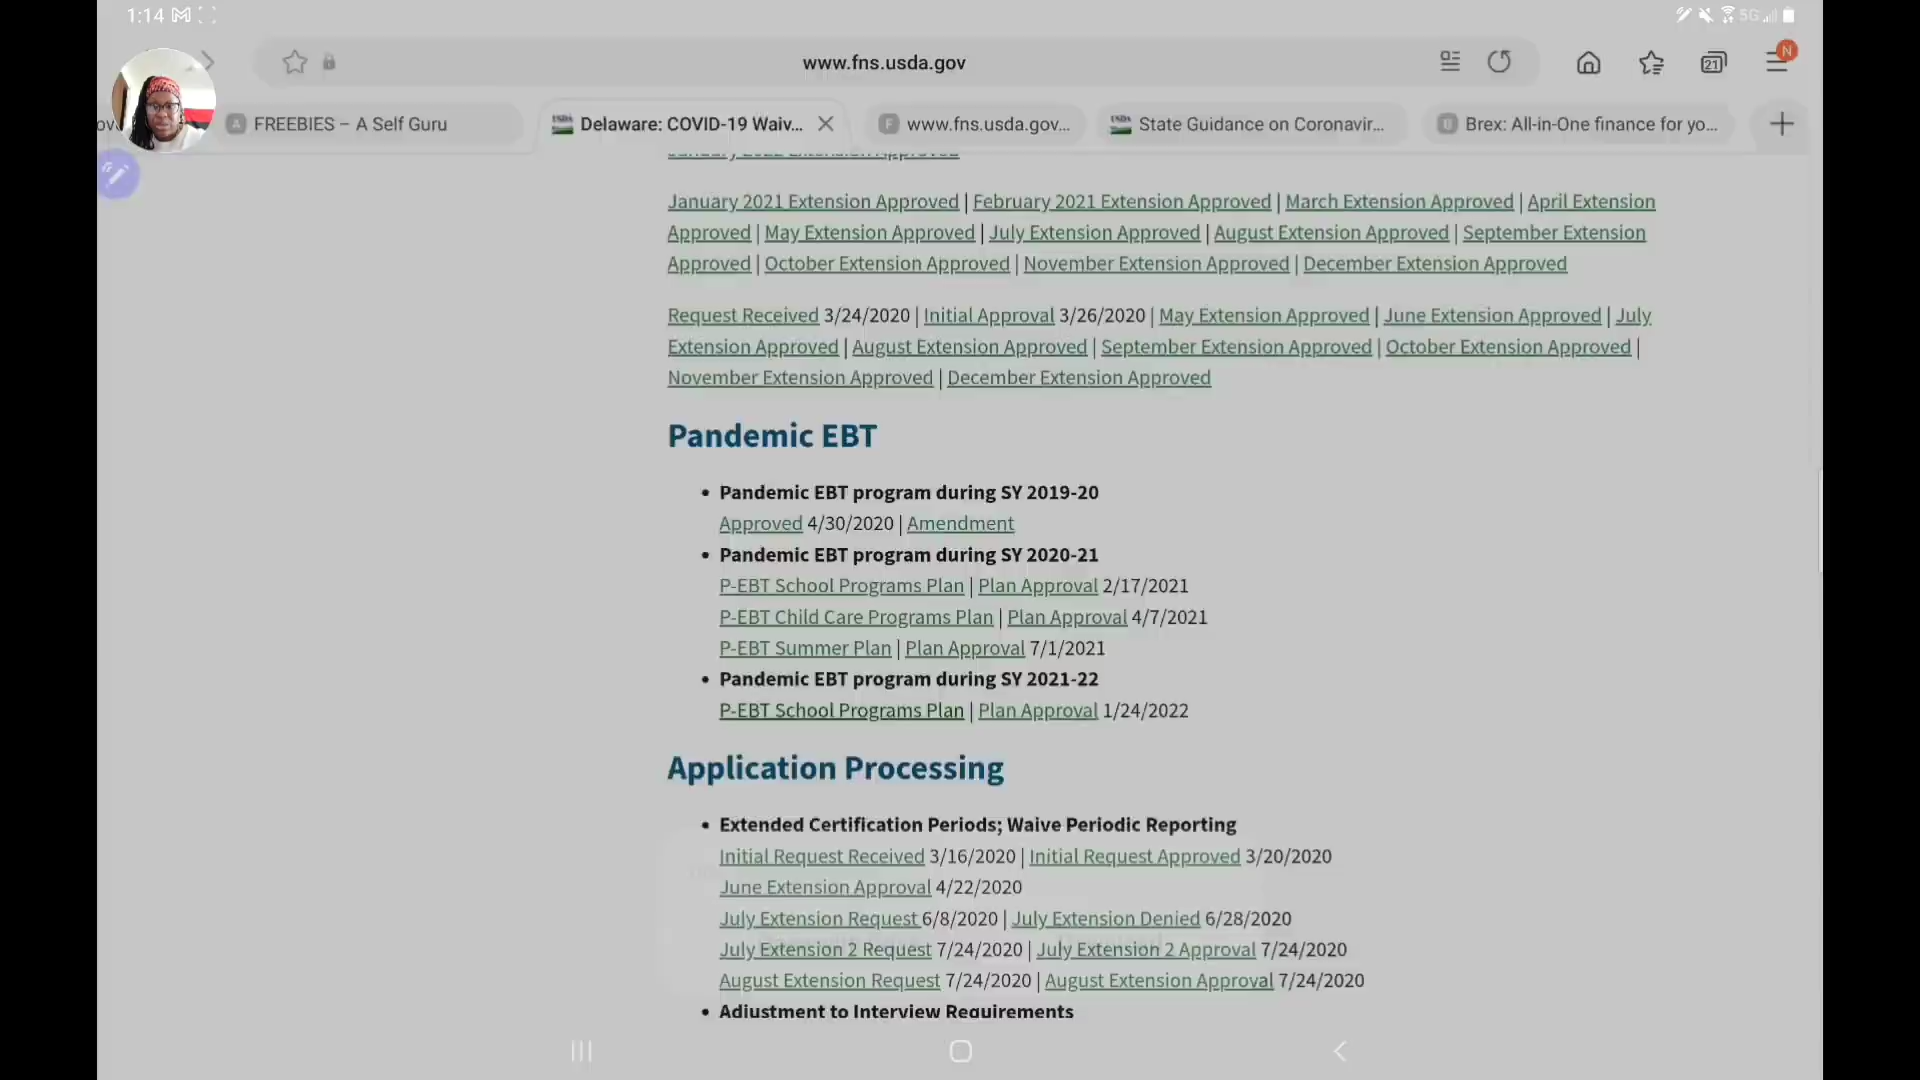 1:14
5G
www.fns.usda.gov
21
N
A FREEBIES – A Self Guru
USDA Delaware: COVID-19 Waiv...
F www.fns.usda.gov...
USDA State Guidance on Coronavir...
U Brex: All-in-One finance for yo...
January 2022 Extension Approved
January 2021 Extension Approved | February 2021 Extension Approved | March Extension Approved | April Extension
Approved | May Extension Approved | July Extension Approved | August Extension Approved | September Extension
Approved | October Extension Approved | November Extension Approved | December Extension Approved
Request Received 3/24/2020 | Initial Approval 3/26/2020 | May Extension Approved | June Extension Approved | July
Extension Approved | August Extension Approved | September Extension Approved | October Extension Approved |
November Extension Approved | December Extension Approved
Pandemic EBT
• Pandemic EBT program during SY 2019-20
Approved 4/30/2020 | Amendment
• Pandemic EBT program during SY 2020-21
P-EBT School Programs Plan | Plan Approval 2/17/2021
P-EBT Child Care Programs Plan | Plan Approval 4/7/2021
P-EBT Summer Plan | Plan Approval 7/1/2021
• Pandemic EBT program during SY 2021-22
P-EBT School Programs Plan | Plan Approval 1/24/2022
Application Processing
• Extended Certification Periods; Waive Periodic Reporting
Initial Request Received 3/16/2020 | Initial Request Approved 3/20/2020
June Extension Approval 4/22/2020
July Extension Request 6/8/2020 | July Extension Denied 6/28/2020
July Extension 2 Request 7/24/2020 | July Extension 2 Approval 7/24/2020
August Extension Request 7/24/2020 | August Extension Approval 7/24/2020
• Adjustment to Interview Requirements